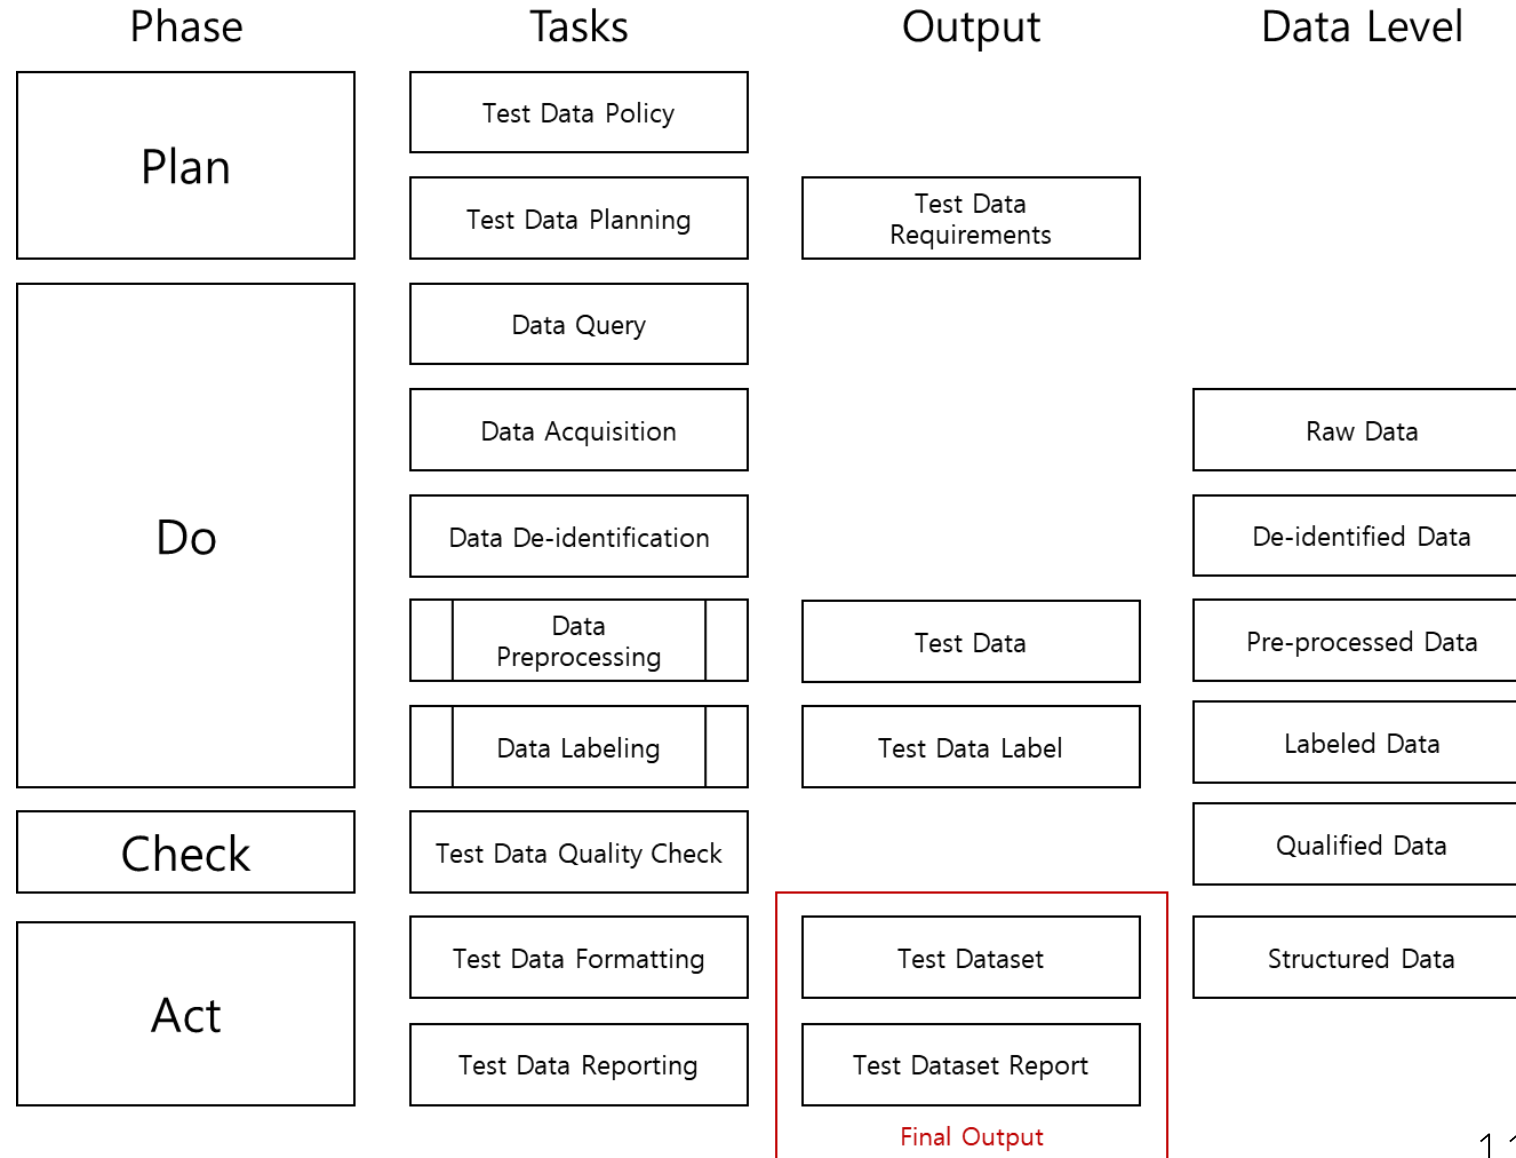 Phase
Tasks
Output
Data Level
Plan
Test Data Policy
Test Data Planning
Test Data
Requirements
Do
Data Query
Data Acquisition
Raw Data
Data De-identification
De-identified Data
Data
Preprocessing
Test Data
Pre-processed Data
Data Labeling
Test Data Label
Labeled Data
Check
Test Data Quality Check
Qualified Data
Act
Test Data Formatting
Test Dataset
Structured Data
Test Data Reporting
Test Dataset Report
Final Output
11